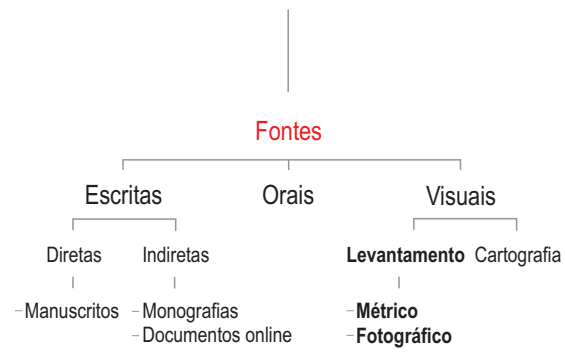 Fontes
Escritas Orais Visuais
Diretas Indiretas Levantamento Cartografia
-Manuscritos -Monografias -Métrico
-Documentos online -Fotográfico